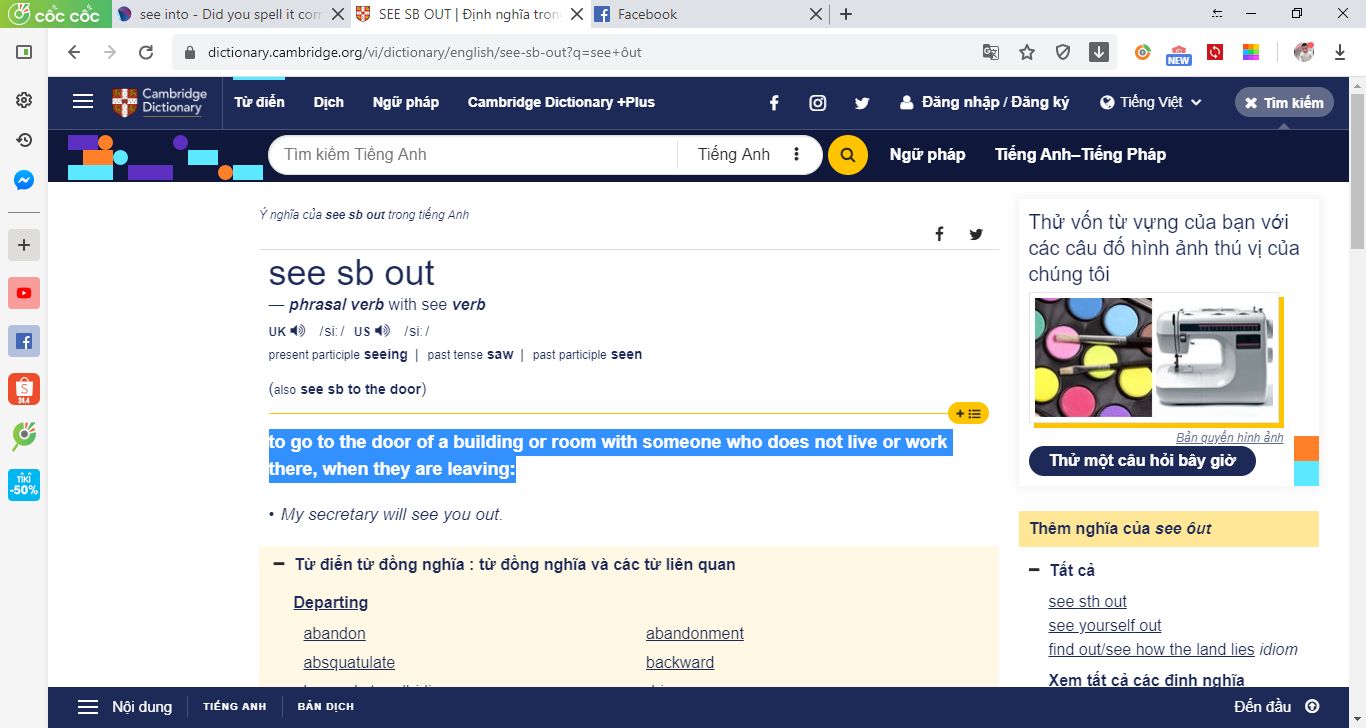 cốc cốc
see into - Did you spell it corr
SEE SB OUT | Định nghĩa tron
Facebook
dictionary.cambridge.org/vi/dictionary/english/see-sb-out?q=see+ôut
NEW
Cambridge
Dictionary
Từ điển
Dịch
Ngữ pháp
Cambridge Dictionary +Plus
Đăng nhập / Đăng ký
Tiếng Việt
Tìm kiếm
Tìm kiếm Tiếng Anh
Tiếng Anh
Ngữ pháp
Tiếng Anh–Tiếng Pháp
Ý nghĩa của see sb out trong tiếng Anh
see sb out
— phrasal verb with see verb
UK /siː/ US /siː/
present participle seeing | past tense saw | past participle seen
(also see sb to the door)
to go to the door of a building or room with someone who does not live or work
there, when they are leaving:
• My secretary will see you out.
Từ điển từ đồng nghĩa : từ đồng nghĩa và các từ liên quan
Departing
abandon
abandonment
absquatulate
backward
Thử vốn từ vựng của bạn với
các câu đố hình ảnh thú vị của
chúng tôi
Bản quyền hình ảnh
Thử một câu hỏi bây giờ
Thêm nghĩa của see ôut
Tất cả
see sth out
see yourself out
find out/see how the land lies idiom
Xem tất cả các định nghĩa
24.4
TIKI
-50%
Nội dung
TIẾNG ANH
BẢN DỊCH
Đến đầu